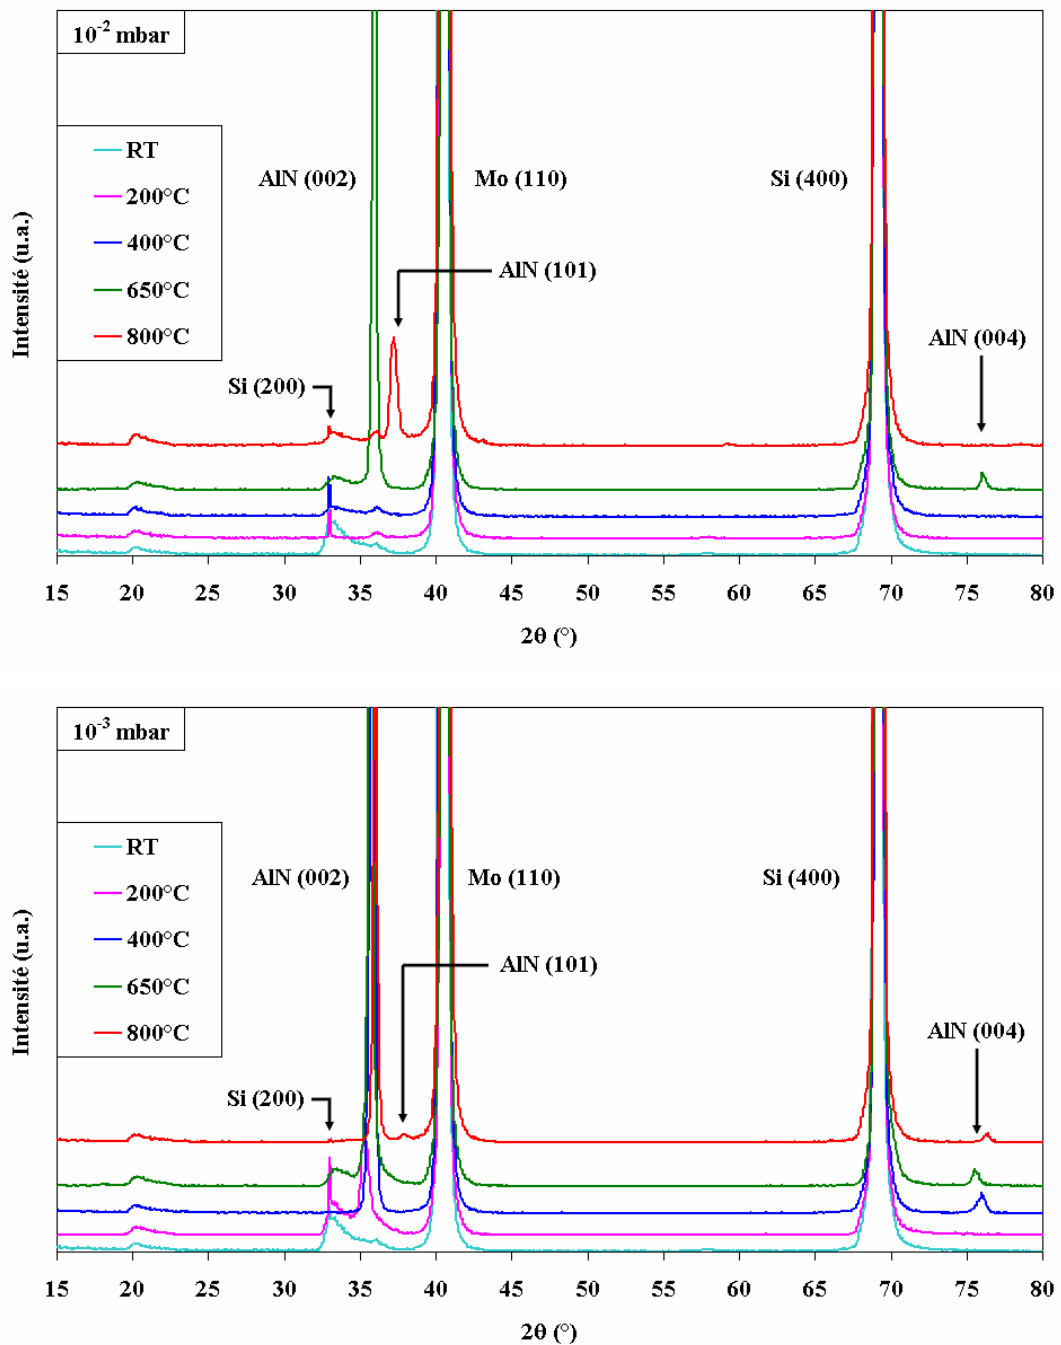 10-2 mbar
RT
200°C
400°C
650°C
800°C
AlN (002)
Mo (110)
Si (400)
AlN (101)
AlN (004)
Si (200)
Intensité (u.a.)
15 20 25 30 35 40 45 50 55 60 65 70 75 80
2θ (°)
10-3 mbar
RT
200°C
400°C
650°C
800°C
AlN (002)
Mo (110)
Si (400)
AlN (101)
AlN (004)
Si (200)
Intensité (u.a.)
15 20 25 30 35 40 45 50 55 60 65 70 75 80
2θ (°)